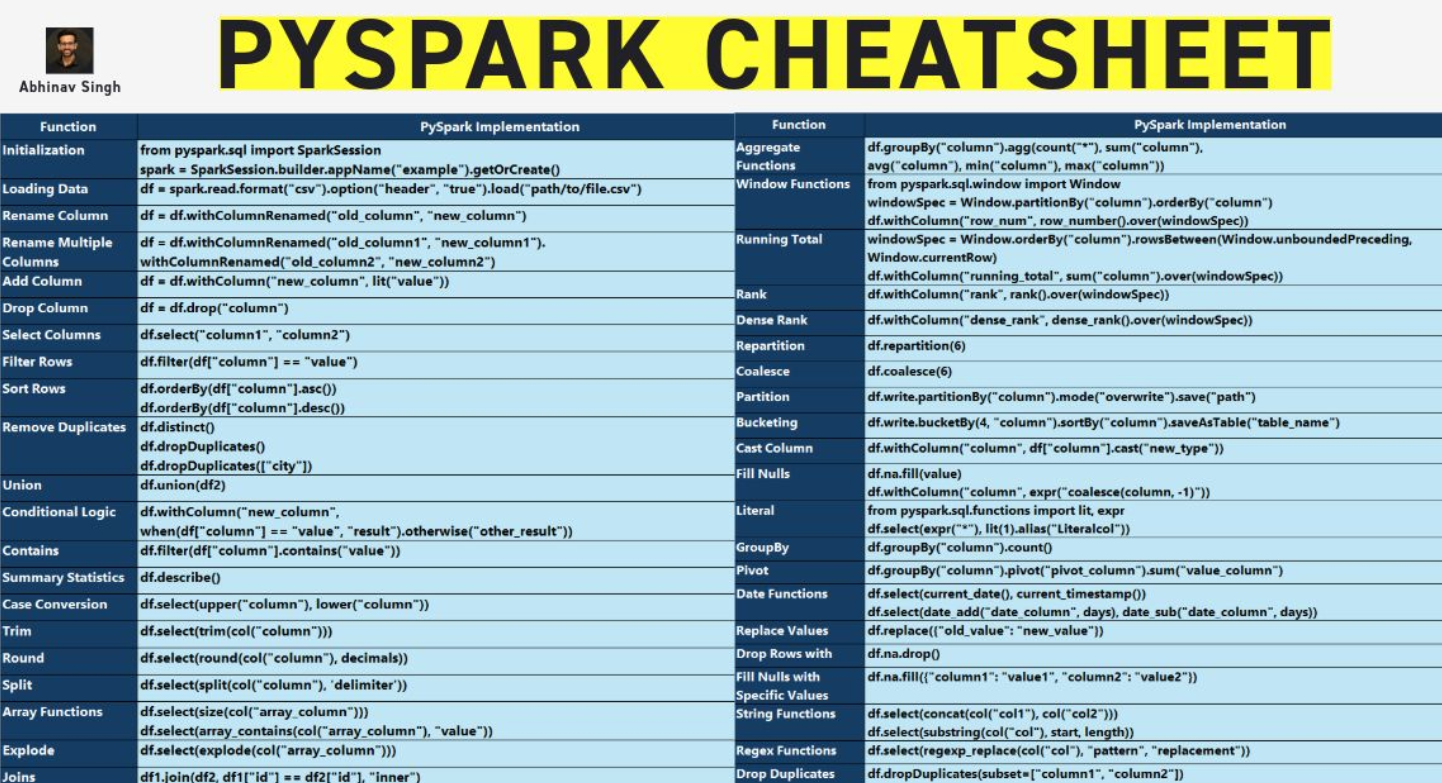 PYSPARK CHEATSHEET
Abhinav Singh
Function PySpark Implementation
Initialization from pyspark.sql import SparkSession
spark = SparkSession.builder.appName("example").getOrCreate()
Loading Data df = spark.read.format("csv").option("header", "true").load("path/to/file.csv")
Rename Column df = df.withColumnRenamed("old_column", "new_column")
Rename Multiple df = df.withColumnRenamed("old_column1", "new_column1").
Columns withColumnRenamed("old_column2", "new_column2")
Add Column df = df.withColumn("new_column", lit("value"))
Drop Column df = df.drop("column")
Select Columns df.select("column1", "column2")
Filter Rows df.filter(df["column"] == "value")
Sort Rows df.orderBy(df["column"].asc())
df.orderBy(df["column"].desc())
Remove Duplicates df.distinct()
df.dropDuplicates()
df.dropDuplicates(["city"])
Union df.union(df2)
Conditional Logic df.withColumn("new_column",
when(df["column"] == "value", "result").otherwise("other_result"))
Contains df.filter(df["column"].contains("value"))
Summary Statistics df.describe()
Case Conversion df.select(upper("column"), lower("column"))
Trim df.select(trim(col("column")))
Round df.select(round(col("column"), decimals))
Split df.select(split(col("column"), 'delimiter'))
Array Functions df.select(size(col("array_column")))
df.select(array_contains(col("array_column"), "value"))
Explode df.select(explode(col("array_column")))
Joins df1.join(df2, df1["id"] == df2["id"], "inner")
Function PySpark Implementation
Aggregate df.groupBy("column").agg(count("*"), sum("column"),
Functions avg("column"), min("column"), max("column"))
Window Functions from pyspark.sql.window import Window
windowSpec = Window.partitionBy("column").orderBy("column")
df.withColumn("row_num", row_number().over(windowSpec))
Running Total windowSpec = Window.orderBy("column").rowsBetween(Window.unboundedPreceding,
Window.currentRow)
df.withColumn("running_total", sum("column").over(windowSpec))
Rank df.withColumn("rank", rank().over(windowSpec))
Dense Rank df.withColumn("dense_rank", dense_rank().over(windowSpec))
Repartition df.repartition(6)
Coalesce df.coalesce(6)
Partition df.write.partitionBy("column").mode("overwrite").save("path")
Bucketing df.write.bucketBy(4, "column").sortBy("column").saveAsTable("table_name")
Cast Column df.withColumn("column", df["column"].cast("new_type"))
Fill Nulls df.na.fill(value)
df.withColumn("column", expr("coalesce(column, -1)"))
Literal from pyspark.sql.functions import lit, expr
df.select(expr("*"), lit(1).alias("Literalcol"))
GroupBy df.groupBy("column").count()
Pivot df.groupBy("column").pivot("pivot_column").sum("value_column")
Date Functions df.select(current_date(), current_timestamp())
df.select(date_add("date_column", days), date_sub("date_column", days))
Replace Values df.replace({"old_value": "new_value"})
Drop Rows with df.na.drop()
Fill Nulls with df.na.fill({"column1": "value1", "column2": "value2"})
Specific Values
String Functions df.select(concat(col("col1"), col("col2")))
df.select(substring(col("col"), start, length))
Regex Functions df.select(regexp_replace(col("col"), "pattern", "replacement"))
Drop Duplicates df.dropDuplicates(subset=["column1", "column2"])